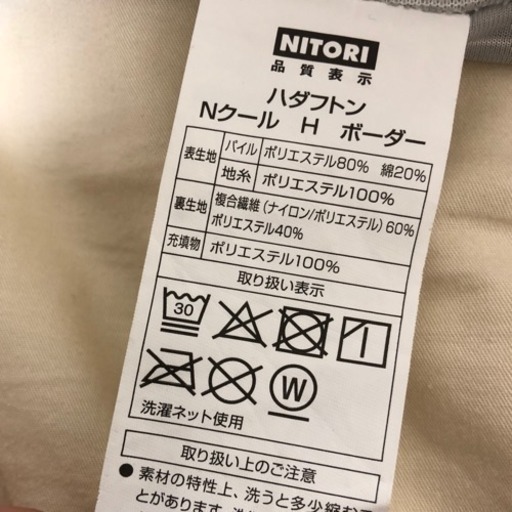 NITORI
品質表示
ハダフトン
Nクール H ボーダー
表生地 パイル ポリエステル80% 綿20%
地糸 ポリエステル100%
裏生地 複合繊維(ナイロン/ポリエステル)60%
ポリエステル40%
充填物 ポリエステル100%
取り扱い表示
30
W
洗濯ネット使用
取り扱い上のご注意
●素材の特性上、洗うと多少縮むこ
とがあります。洗濯